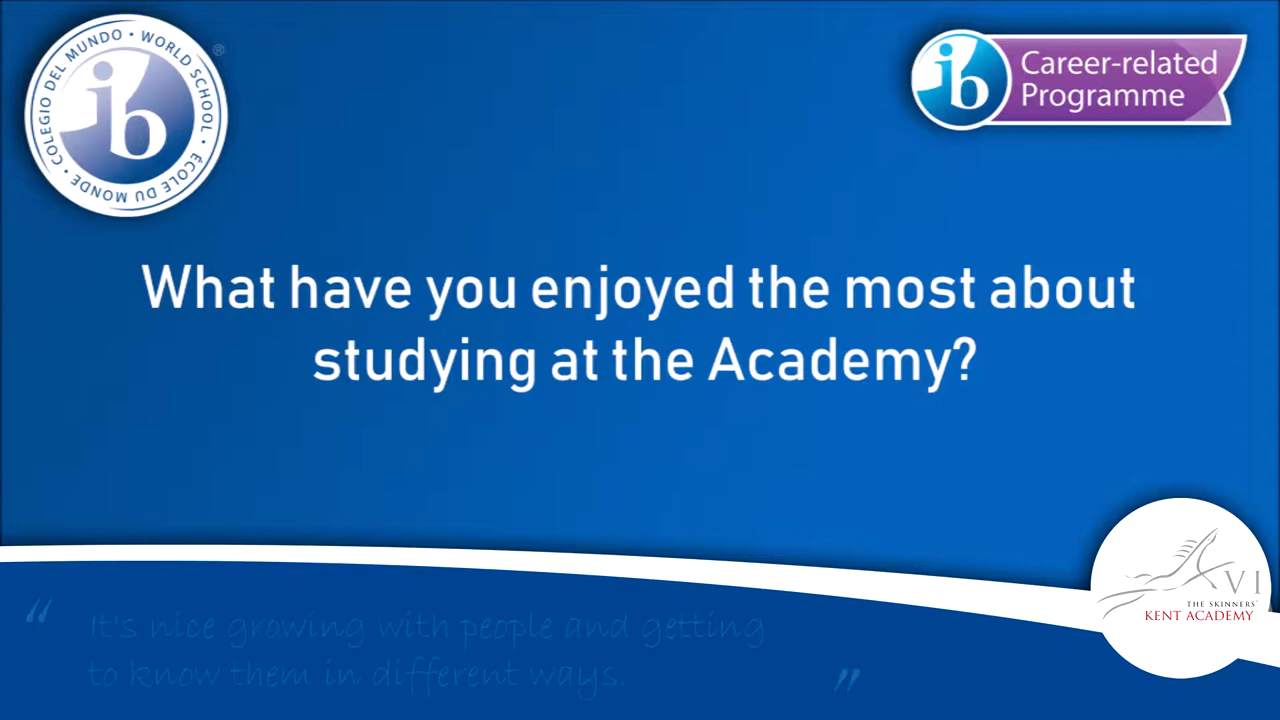 COLEGIO DEL MUNDO • WORLD SCHOOL • ÉCOLE DU MONDE •
ib
®
ib
Career-related
Programme
What have you enjoyed the most about
studying at the Academy?
VI
THE SKINNERS'
KENT ACADEMY
“ It's nice growing with people and getting
to know them in different ways. ”